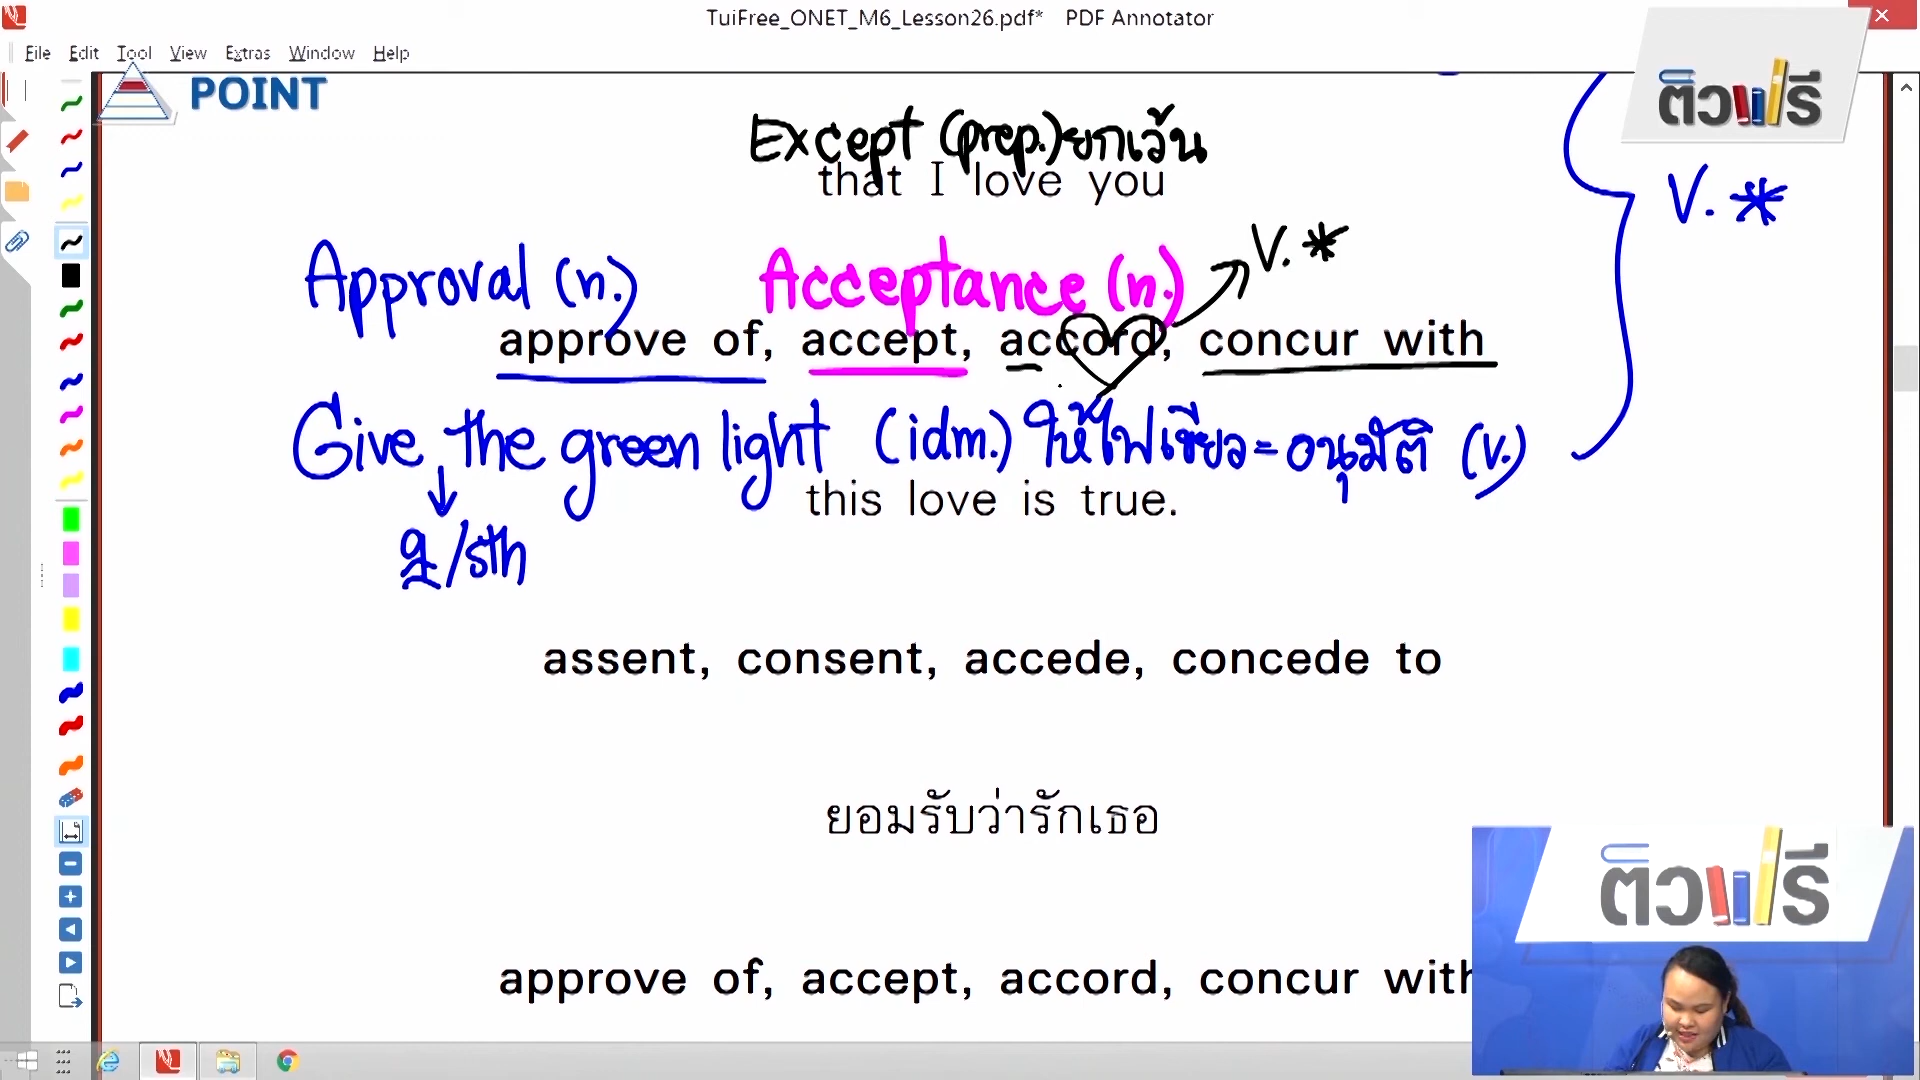 TuiFree_ONET_M6_Lesson26.pdf* PDF Annotator
File Edit Tool View Extras Window Help
POINT
ติวฟรี
Except (prep.) ยกเว้น
that I love you
V. *
V. *
Approval (n.) Acceptance (n.)
approve of, accept, accord, concur with
Give the green light (idm.) ให้ไฟเขียว = อนุมัติ (v.)
this love is true.
/sth
assent, consent, accede, concede to
ยอมรับว่ารักเธอ
ติวฟรี
approve of, accept, accord, concur with